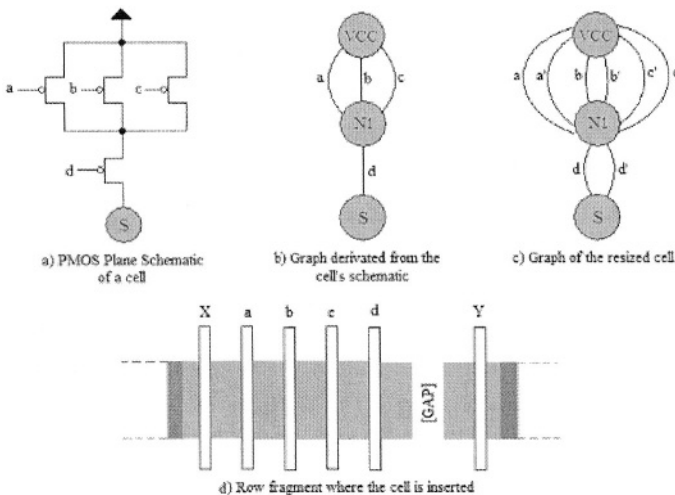 VCC
VCC
a
b
c
a
b
c
a
a'
b
b'
c'
c
N1
N1
d
d
d
d'
S
S
S
a) PMOS Plane Schematic
of a cell
b) Graph derivated from the
cell's schematic
c) Graph of the resized cell
X
a
b
c
d
Y
[GAP]
d) Row fragment where the cell is inserted